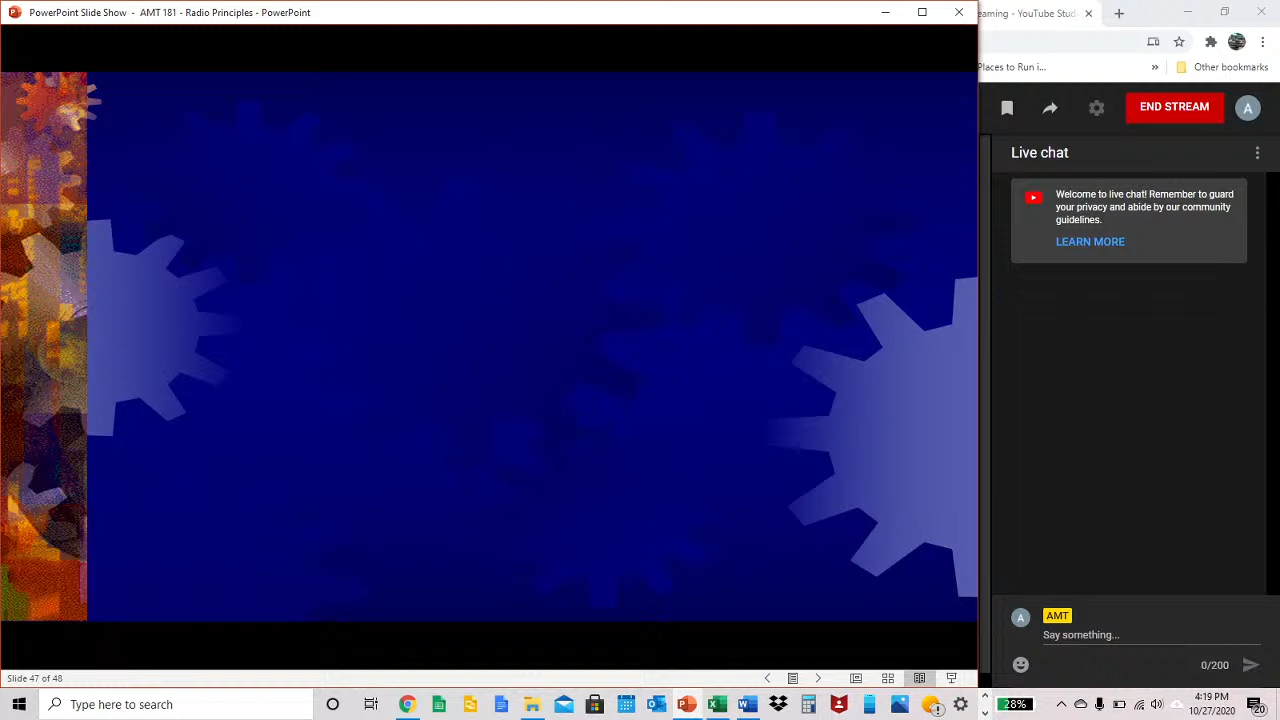 PowerPoint Slide Show - AMT 181 - Radio Principles - PowerPoint
eaming - YouTube Stud
Places to Run i...
»
Other bookmarks
END STREAM
A
Live chat
Welcome to live chat! Remember to guard
your privacy and abide by our community
guidelines.
LEARN MORE
A
AMT
Say something...
0/200
Slide 47 of 48
Type here to search
28%
4:19 PM
10/27/2020
20